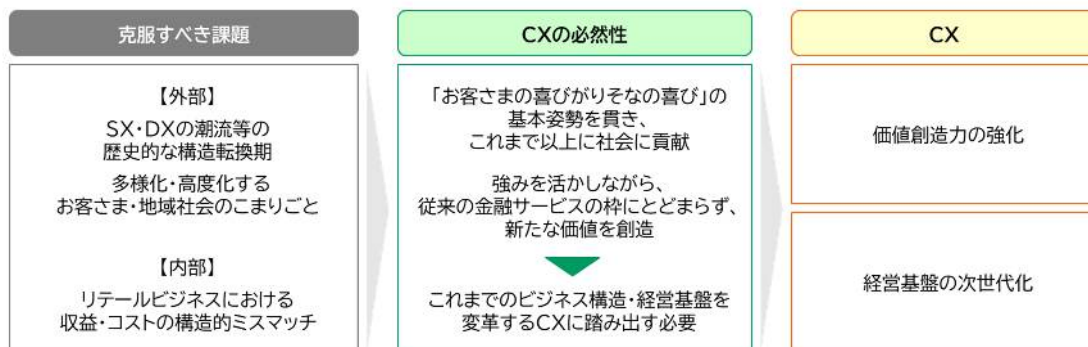 克服すべき課題
【外部】
SX・DXの潮流等の
歴史的な構造転換期
多様化・高度化する
お客さま・地域社会のこまりごと
【内部】
リテールビジネスにおける
収益・コストの構造的ミスマッチ
CXの必然性
「お客さまの喜びがりそなの喜び」の
基本姿勢を貫き、
これまで以上に社会に貢献
強みを活かしながら、
従来の金融サービスの枠にとどまらず、
新たな価値を創造
これまでのビジネス構造・経営基盤を
変革するCXに踏み出す必要
CX
価値創造力の強化
経営基盤の次世代化